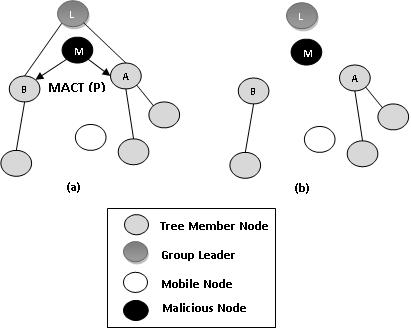 L
L
M
M
A
A
B
MACT (P)
B
(a)
(b)
Tree Member Node
Group Leader
Mobile Node
Malicious Node